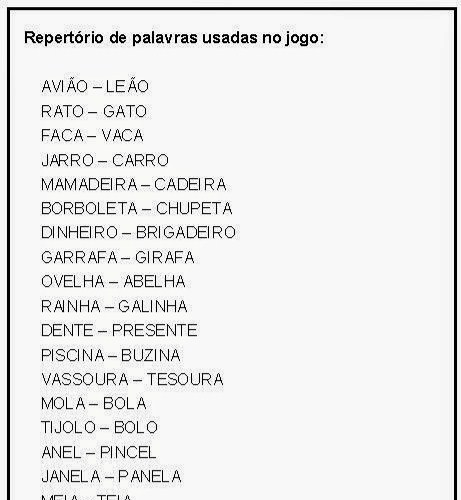 Repertório de palavras usadas no jogo:
AVIÃO – LEÃO
RATO – GATO
FACA – VACA
JARRO – CARRO
MAMADEIRA – CADEIRA
BORBOLETA – CHUPETA
DINHEIRO – BRIGADEIRO
GARRAFA – GIRAFA
OVELHA – ABELHA
RAINHA – GALINHA
DENTE – PRESENTE
PISCINA – BUZINA
VASSOURA – TESOURA
MOLA – BOLA
TIJOLO – BOLO
ANEL – PINCEL
JANELA – PANELA
MEIA – TEIA